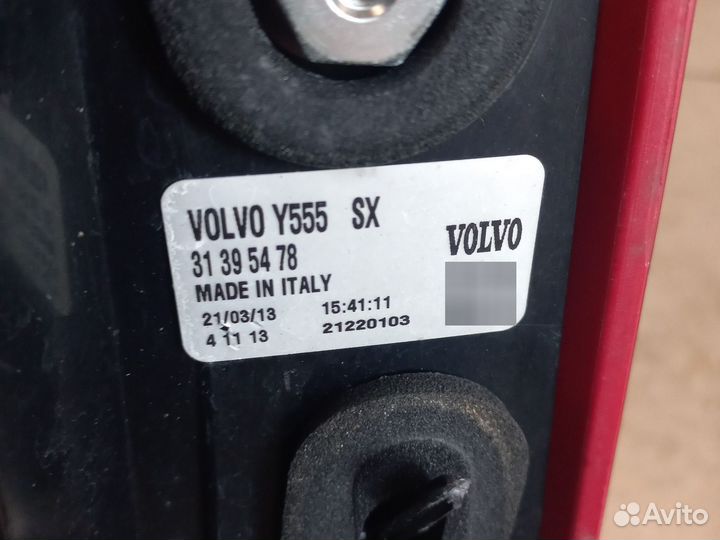 VOLVO Y555 SX
VOLVO
31 39 54 78
MADE IN ITALY
21/03/13 15:41:11
4 11 13 21220103
Avito